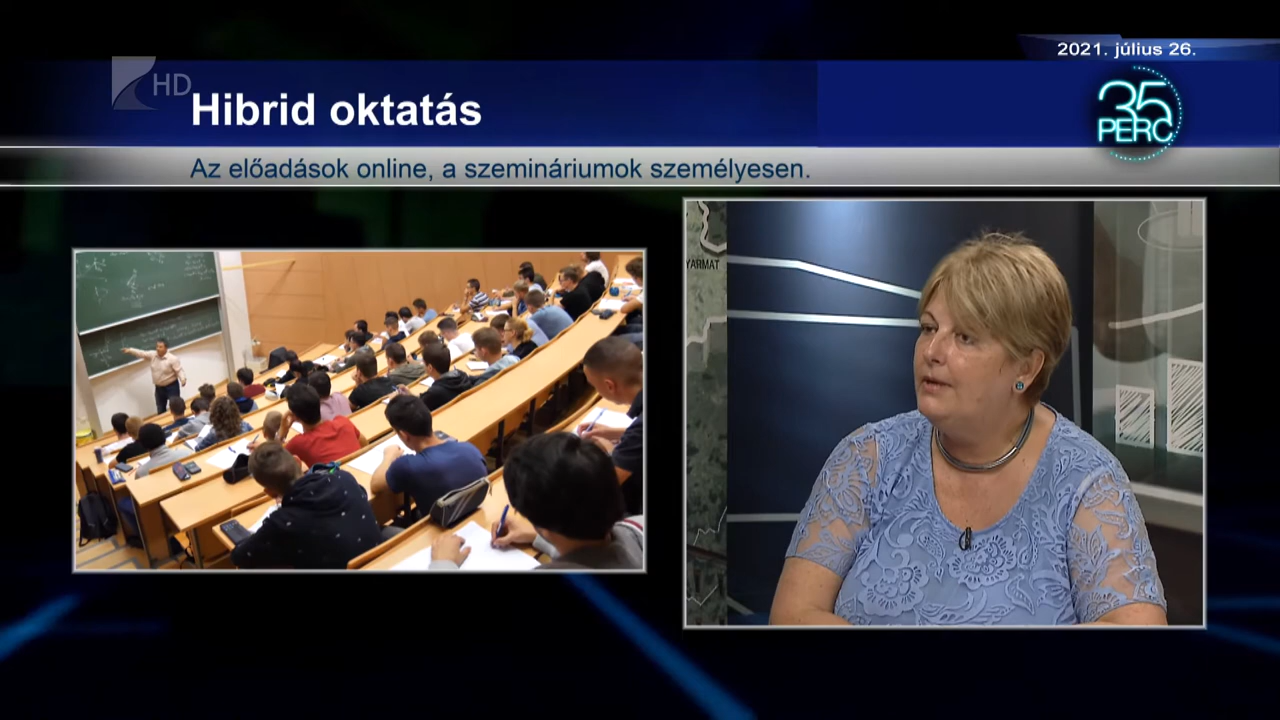 2021. július 26.
HD
Hibrid oktatás
35
PERC
Az előadások online, a szemináriumok személyesen.
YARMAT